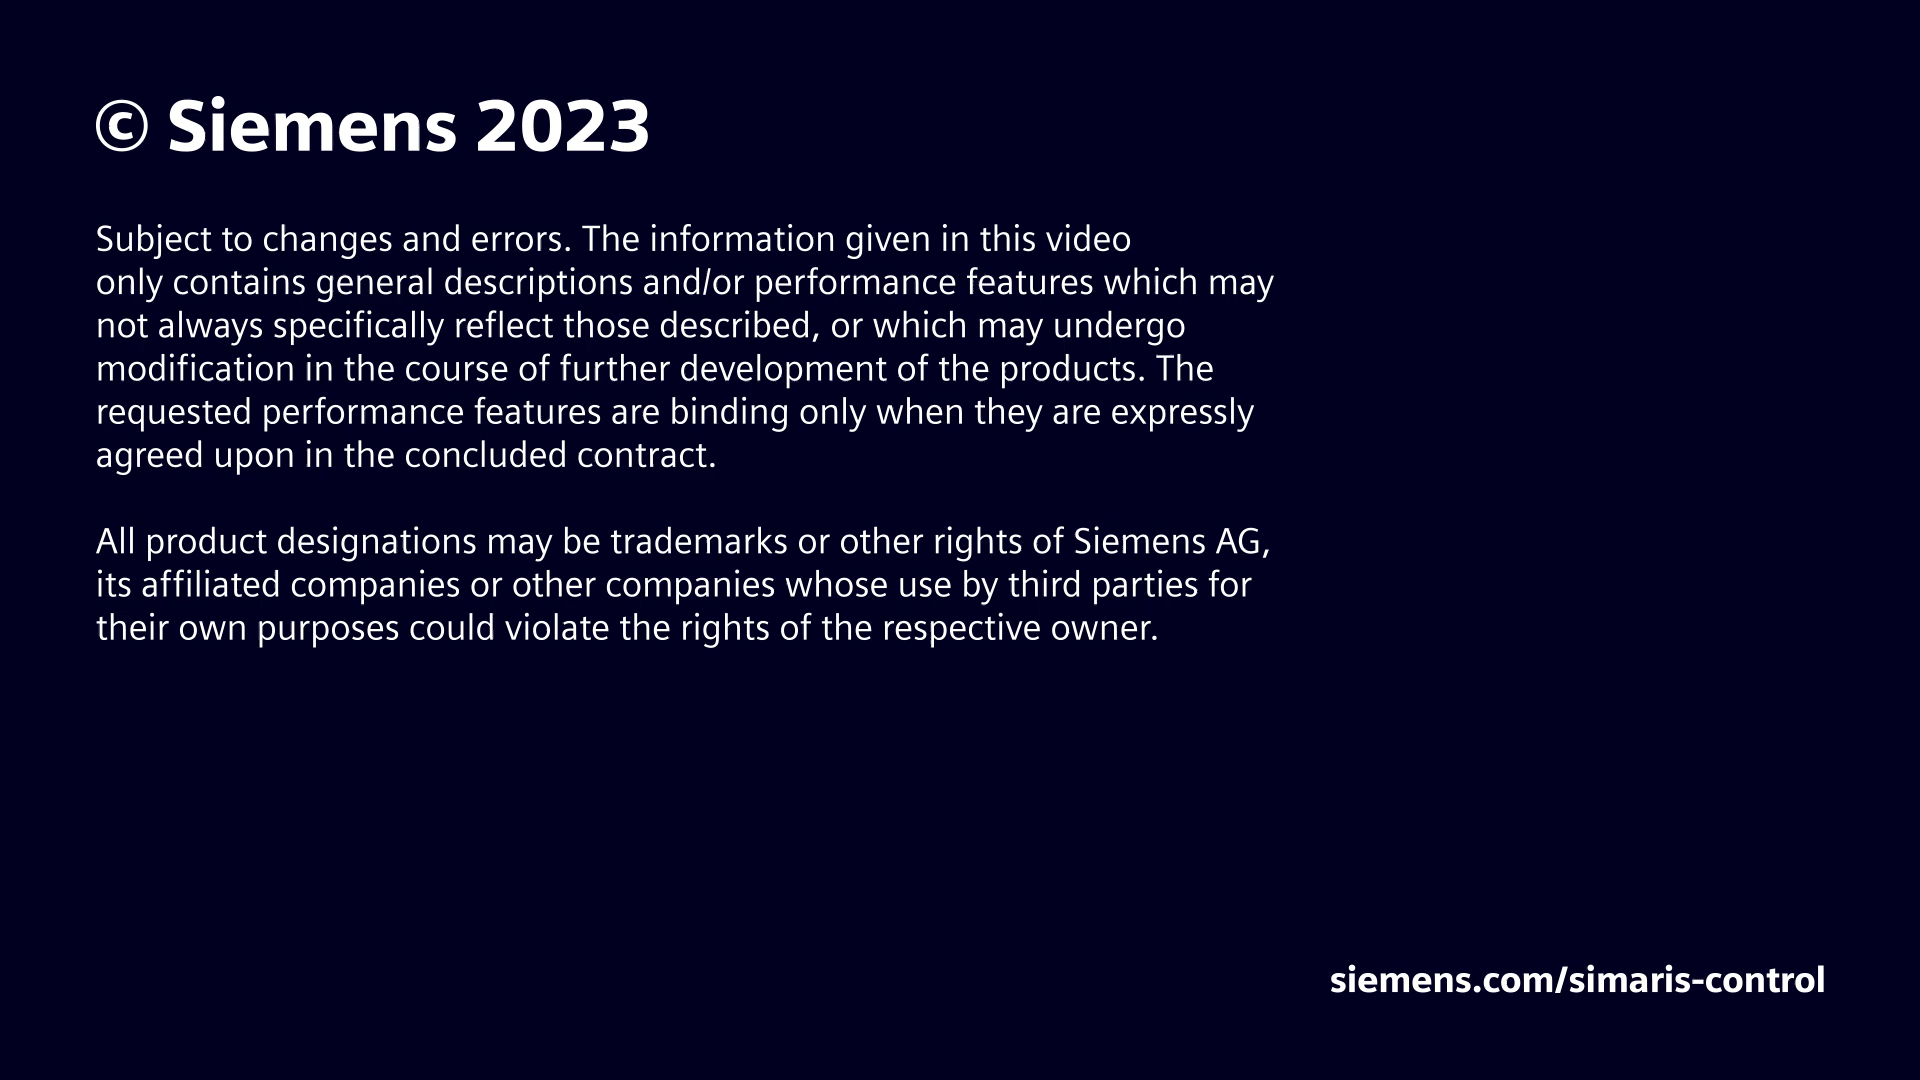 © Siemens 2023
Subject to changes and errors. The information given in this video
only contains general descriptions and/or performance features which may
not always specifically reflect those described, or which may undergo
modification in the course of further development of the products. The
requested performance features are binding only when they are expressly
agreed upon in the concluded contract.
All product designations may be trademarks or other rights of Siemens AG,
its affiliated companies or other companies whose use by third parties for
their own purposes could violate the rights of the respective owner.
siemens.com/simaris-control